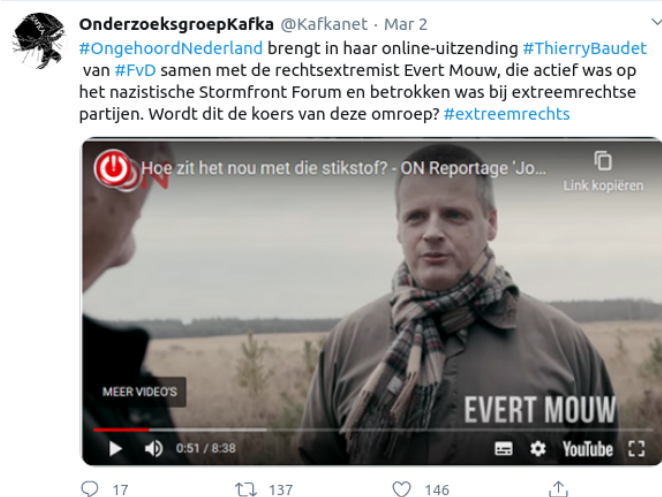 OnderzoeksgroepKafka @Kafkanet · Mar 2
#OngehoordNederland brengt in haar online-uitzending #ThierryBaudet
van #FvD samen met de rechtsextremist Evert Mouw, die actief was op
het nazistische Stormfront Forum en betrokken was bij extreemrechtse
partijen. Wordt dit de koers van deze omroep? #extreemrechts
ON
Hoe zit het nou met die stikstof? - ON Reportage 'Jo...
Link kopiëren
MEER VIDEO'S
EVERT MOUW
0:51 / 8:38
YouTube
17 137 146